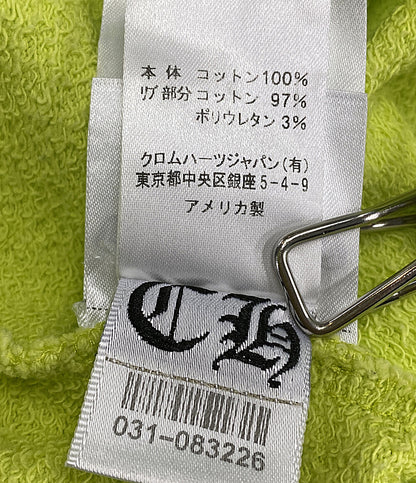 本体 コットン100%
リブ部分コットン 97%
ポリウレタン 3%
クロムハーツジャパン(有)
東京都中央区銀座5-4-9
アメリカ製
CH
031-083226